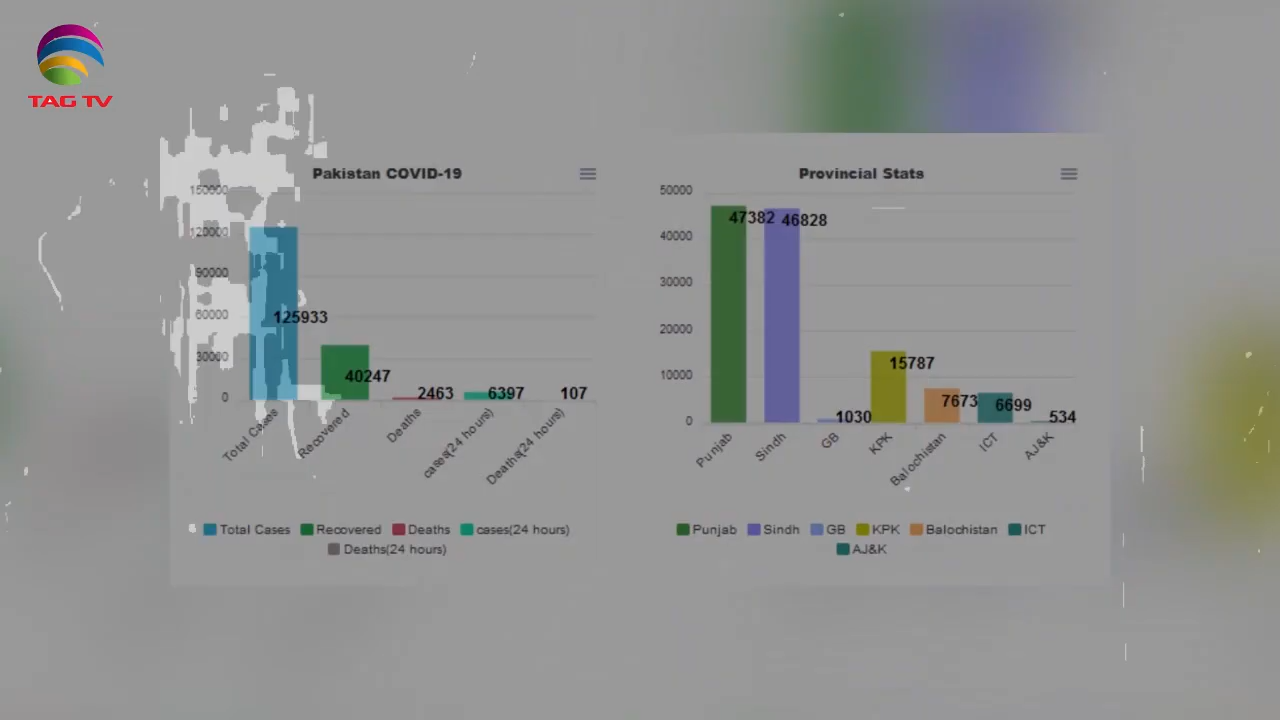 TAG TV
Pakistan COVID-19
150000
120000
90000
60000
30000
0
125933
40247
2463
6397
107
Total Cases
Recovered
Deaths
cases(24 hours)
Deaths(24 hours)
Total Cases Recovered Deaths cases(24 hours)
Deaths(24 hours)
Provincial Stats
50000
40000
30000
20000
10000
0
47382
46828
1030
15787
7673
6699
534
Punjab
Sindh
GB
KPK
Balochistan
ICT
AJ&K
Punjab Sindh GB KPK Balochistan ICT
AJ&K